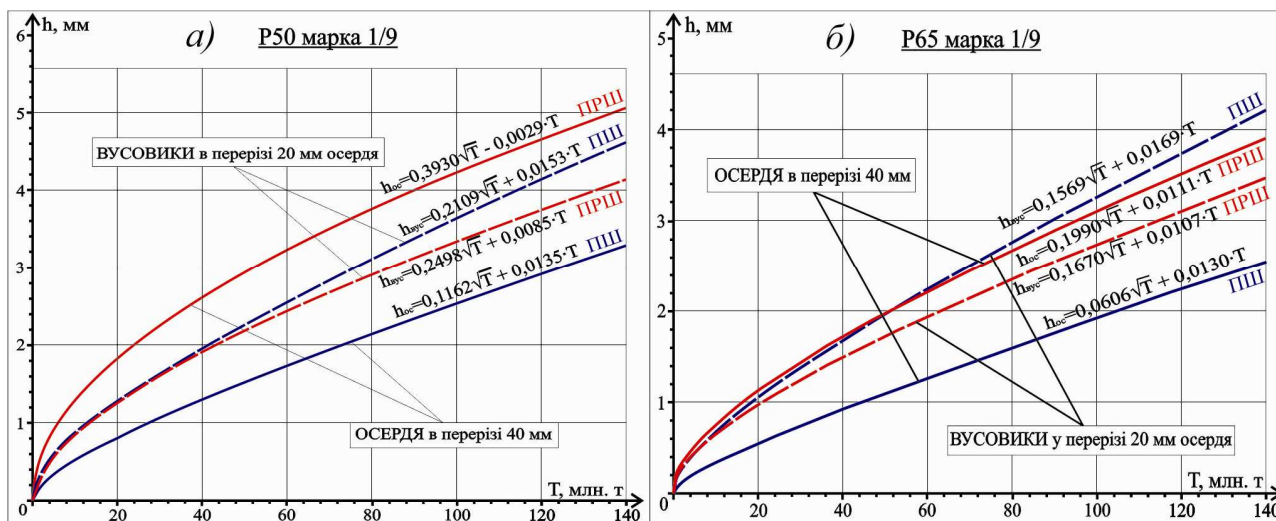 h, мм
а)
Р50 марка 1/9
6
5
4
3
2
1
0
ПРШ
ПШ
ПРШ
ПШ
ВУСОВИКИ в перерізі 20 мм осердя
hос=0,3930√T - 0,0029·T
hвус=0,2109√T + 0,0153·T
hвус=0,2498√T + 0,0085·T
hос=0,1162√T + 0,0135·T
ОСЕРДЯ в перерізі 40 мм
Т, млн. т
20 40 60 80 100 120 140
h, мм
б)
Р65 марка 1/9
5
4
3
2
1
0
ПШ
ПРШ
ПРШ
ПШ
ОСЕРДЯ в перерізі 40 мм
hвус=0,1569√T + 0,0169·T
hос=0,1990√T + 0,0111·T
hвус=0,1670√T + 0,0107·T
hос=0,0606√T + 0,0130·T
ВУСОВИКИ у перерізі 20 мм осердя
Т, млн. т
20 40 60 80 100 120 140